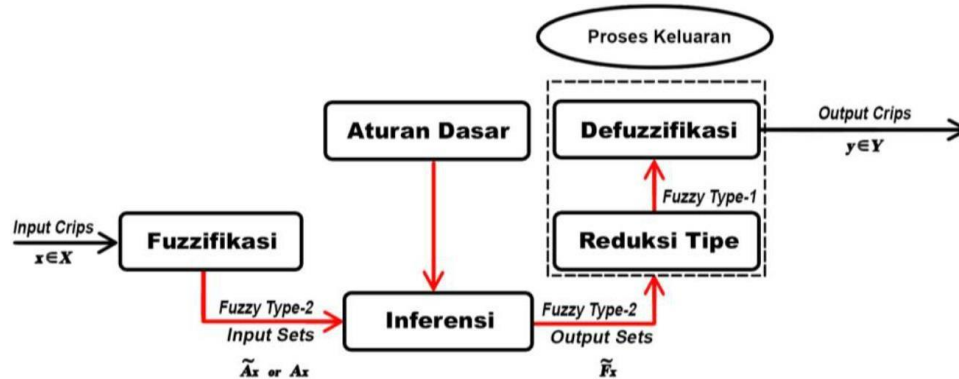 Proses Keluaran
Aturan Dasar
Defuzzifikasi
Output Crips
y∈Y
Fuzzy Type-1
Input Crips
x∈X
Fuzzifikasi
Reduksi Tipe
Fuzzy Type-2
Input Sets
Ãx or Ax
Inferensi
Fuzzy Type-2
Output Sets
F̃x